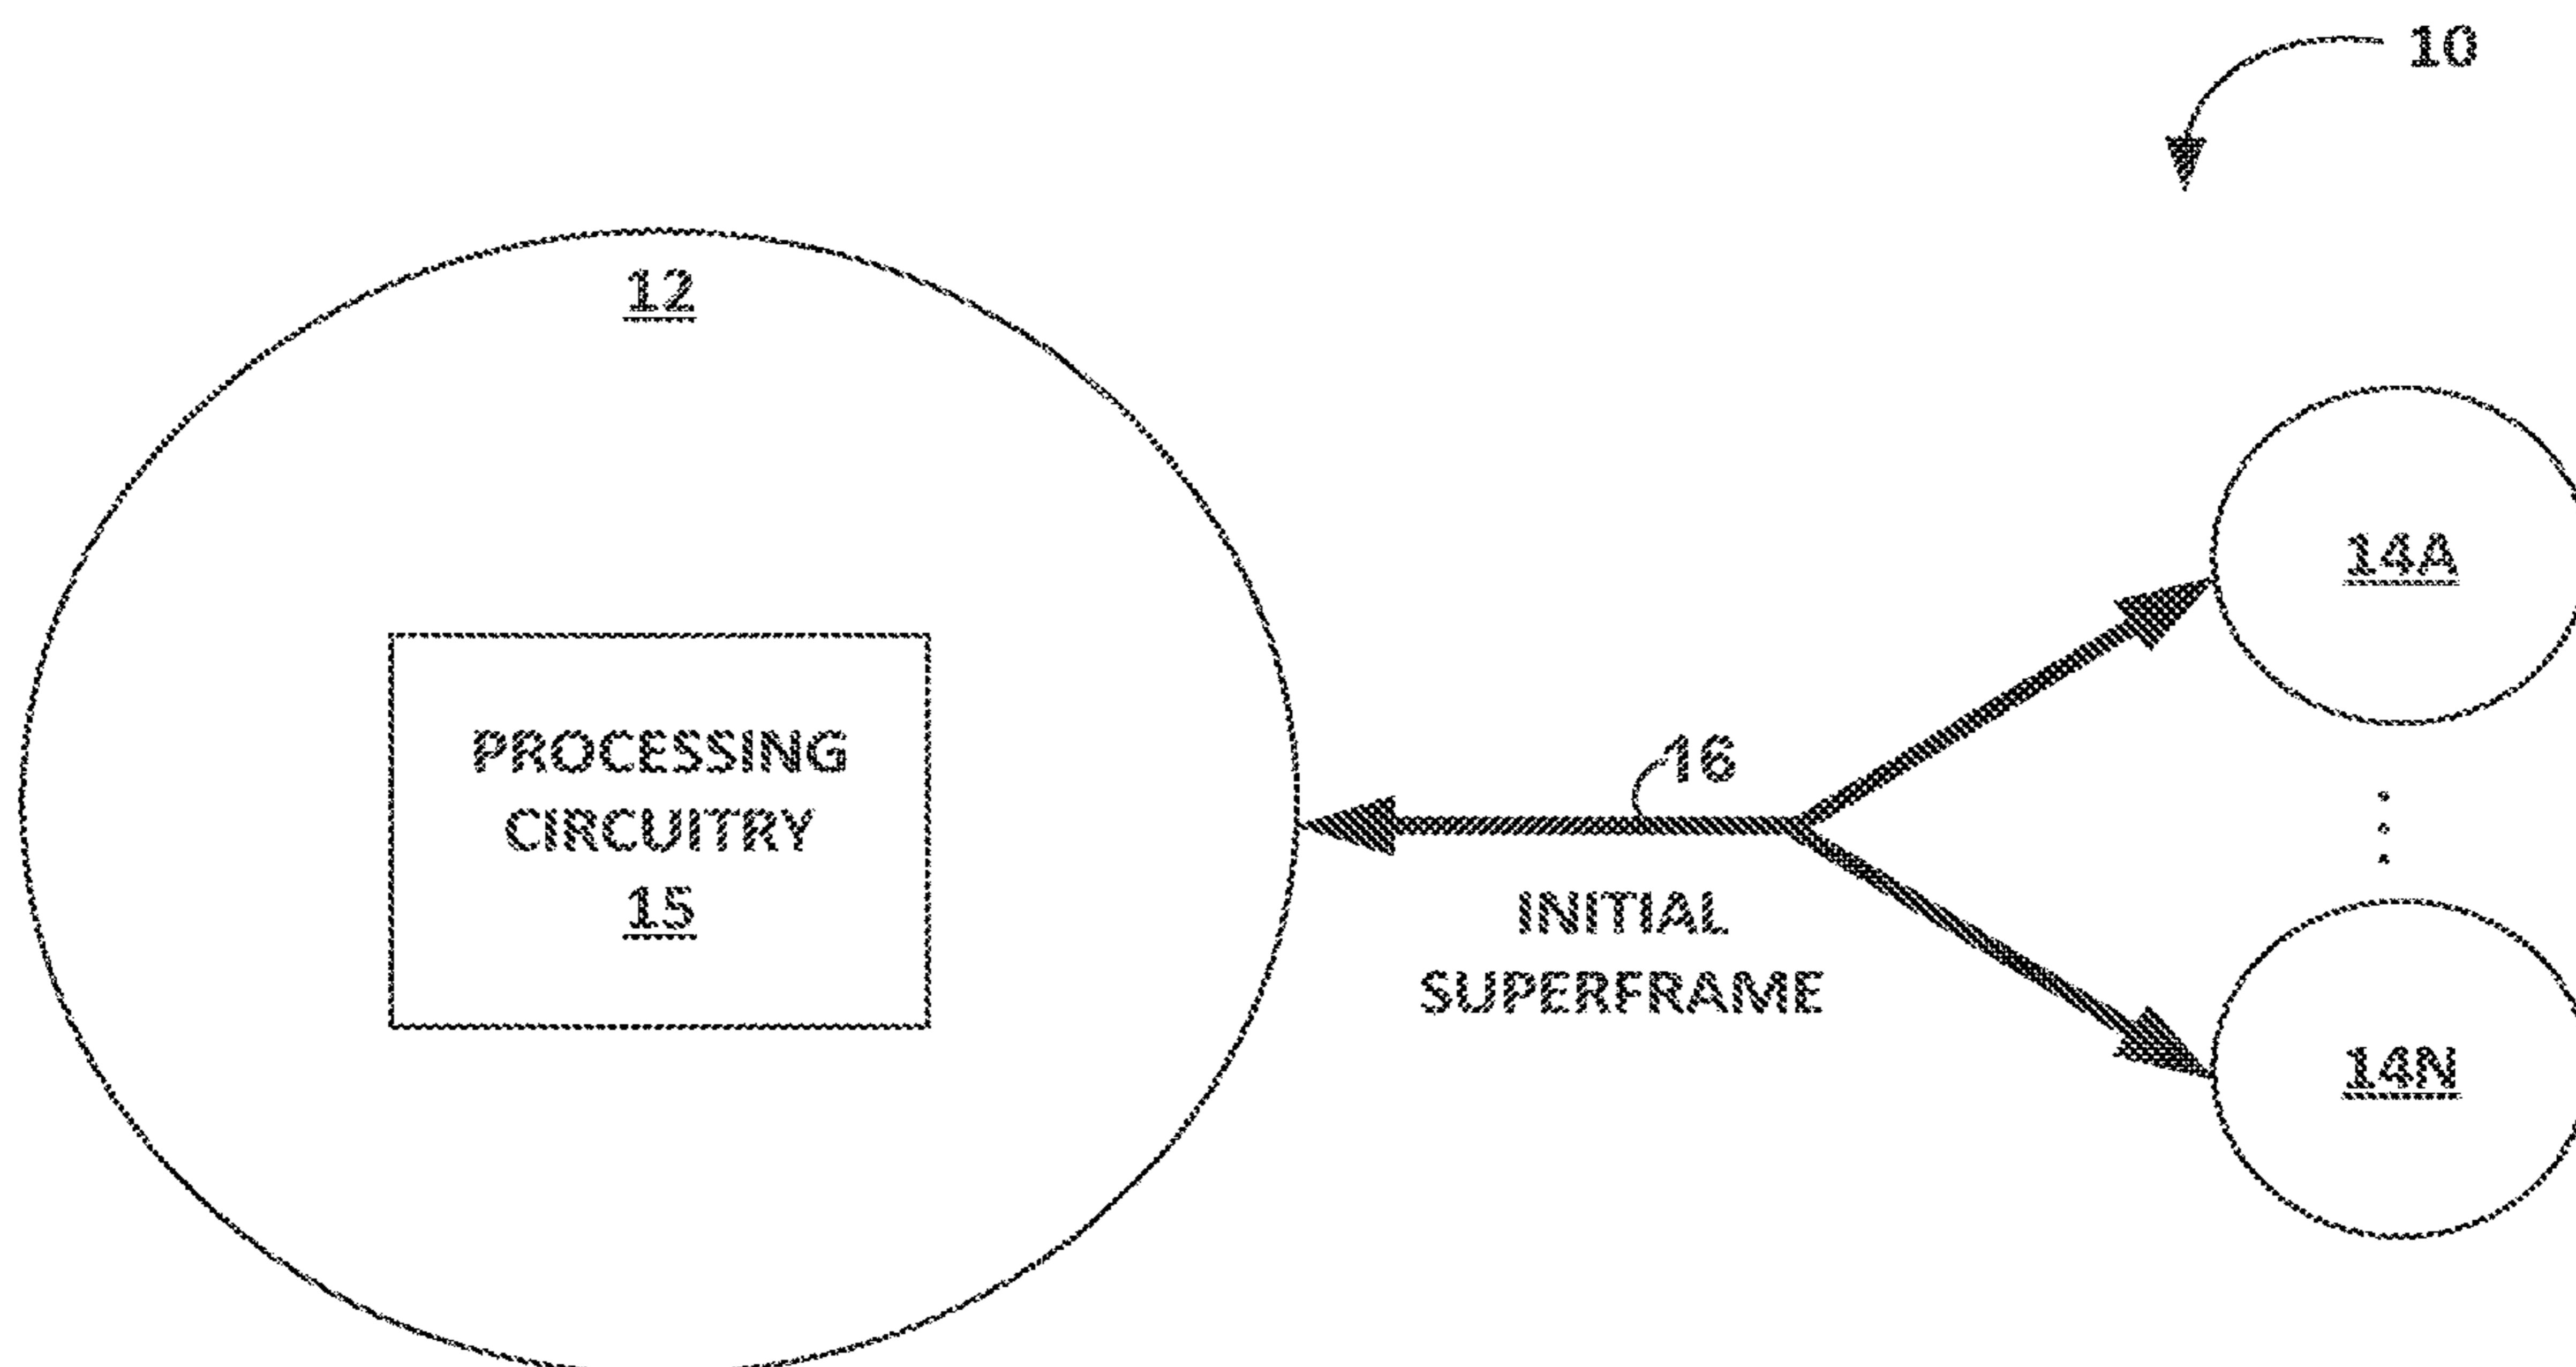 10
12
14A
PROCESSING
CIRCUITRY
15
16
INITIAL
SUPERFRAME
14N